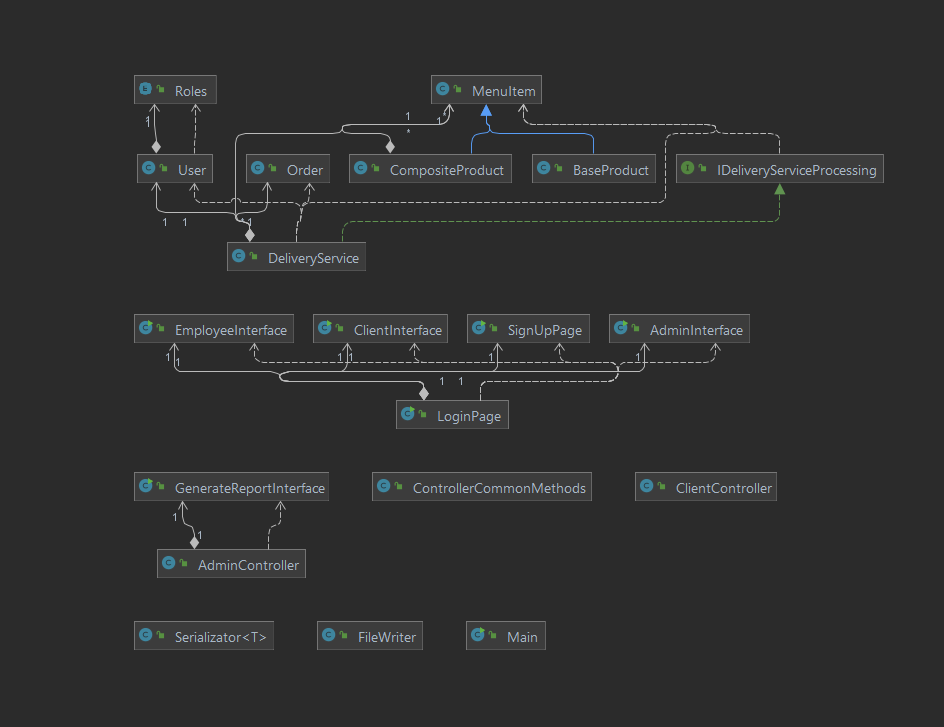 Roles
MenuItem
1
1
*
1
*
User
Order
CompositeProduct
BaseProduct
IDeliveryServiceProcessing
1
1
1
1
DeliveryService
EmployeeInterface
ClientInterface
SignUpPage
AdminInterface
1
1
1
1
1
1
1
1
LoginPage
GenerateReportInterface
ControllerCommonMethods
ClientController
1
1
AdminController
Serializator<T>
FileWriter
Main